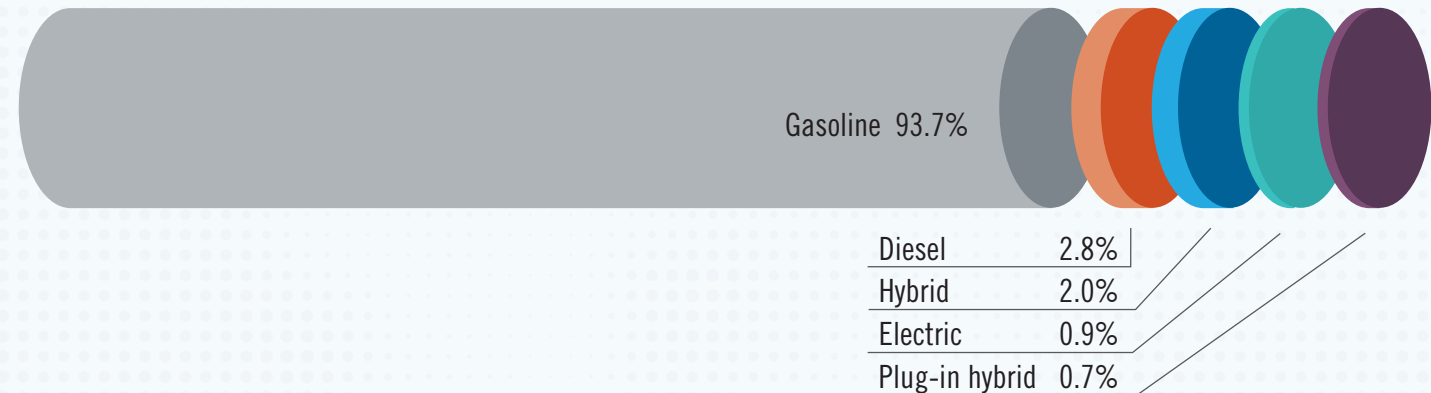 Gasoline 93.7%
Diesel 2.8%
Hybrid 2.0%
Electric 0.9%
Plug-in hybrid 0.7%